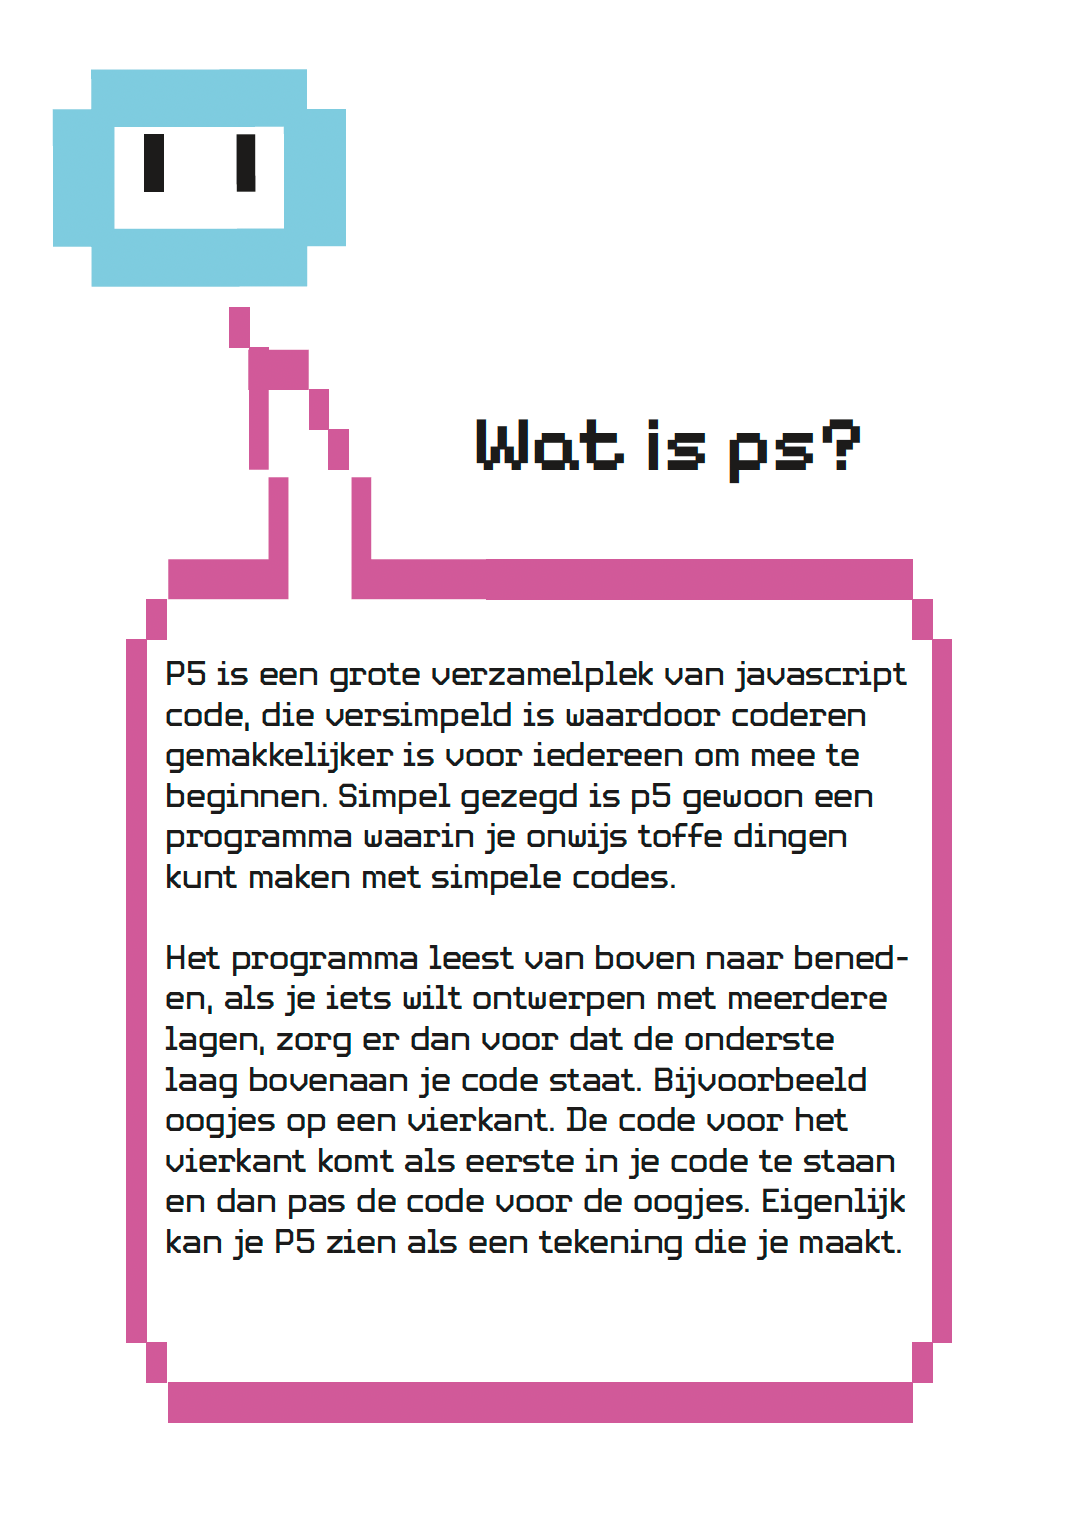 Wat is ps?
P5 is een grote verzamelplek van javascript
code, die versimpeld is waardoor coderen
gemakkelijker is voor iedereen om mee te
beginnen. Simpel gezegd is p5 gewoon een
programma waarin je onwijs toffe dingen
kunt maken met simpele codes.
Het programma leest van boven naar bened-
en, als je iets wilt ontwerpen met meerdere
lagen, zorg er dan voor dat de onderste
laag bovenaan je code staat. Bijvoorbeeld
oogjes op een vierkant. De code voor het
vierkant komt als eerste in je code te staan
en dan pas de code voor de oogjes. Eigenlijk
kan je P5 zien als een tekening die je maakt.